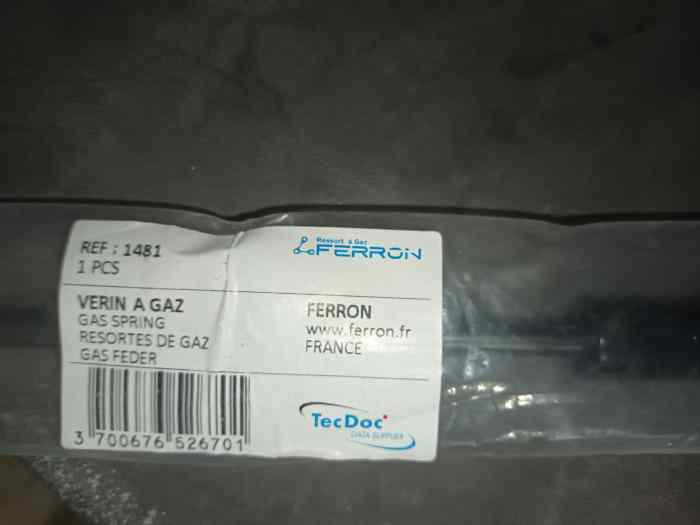 REF : 1481
1 PCS
Ressort à Gaz
FERRON
VERIN A GAZ
GAS SPRING
RESORTES DE GAZ
GAS FEDER
FERRON
www.ferron.fr
FRANCE
3 700676 526701
TecDoc
DATA SUPPLIER